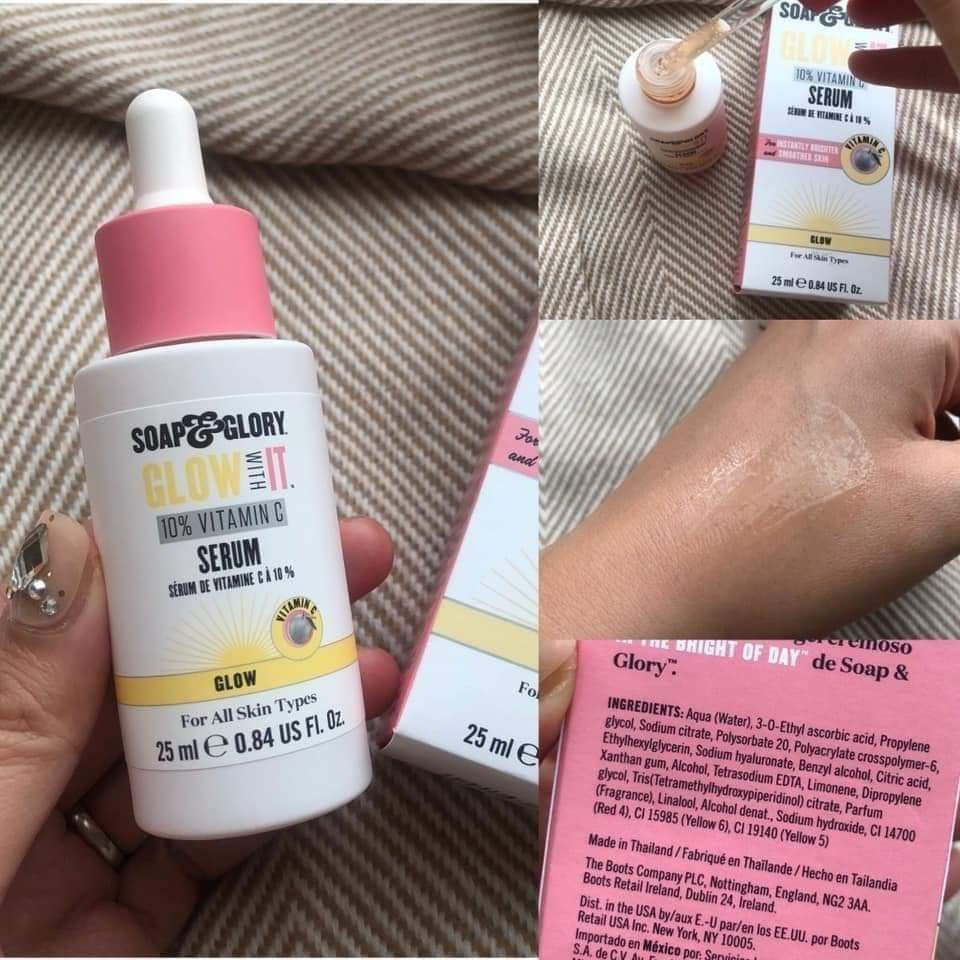 SOAP&GLORY.
GLOW WITH IT.
10% VITAMIN C
SERUM
SÉRUM DE VITAMINE C À 10 %
VITAMIN C
GLOW
For All Skin Types
25 ml e 0.84 US Fl. Oz.
For
and
Fo
25 ml e
SOAP&GLORY.
GLOW
10% VITAMIN C
SERUM
SÉRUM DE VITAMINE C À 10 %
For INSTANTLY BRIGHTER
and SMOOTHER SKIN
VITAMIN C
GLOW
For All Skin Types
25 ml e 0.84 US Fl. Oz.
THE BRIGHT OF DAY™ de Soap &
Glory™.
INGREDIENTS: Aqua (Water), 3-O-Ethyl ascorbic acid, Propylene
glycol, Sodium citrate, Polysorbate 20, Polyacrylate crosspolymer-6,
Ethylhexylglycerin, Sodium hyaluronate, Benzyl alcohol, Citric acid,
Xanthan gum, Alcohol, Tetrasodium EDTA, Limonene, Dipropylene
glycol, Tris(Tetramethylhydroxypiperidinol) citrate, Parfum
(Fragrance), Linalool, Alcohol denat., Sodium hydroxide, CI 14700
(Red 4), CI 15985 (Yellow 6), CI 19140 (Yellow 5)
Made in Thailand / Fabriqué en Thaïlande / Hecho en Tailandia
The Boots Company PLC, Nottingham, England, NG2 3AA.
Boots Retail Ireland, Dublin 24, Ireland.
Dist. in the USA by/aux E.-U par/en los EE.UU. por Boots
Retail USA Inc. New York, NY 10005.
Importado en México por: Servicios
S.A. de C.V. Av.